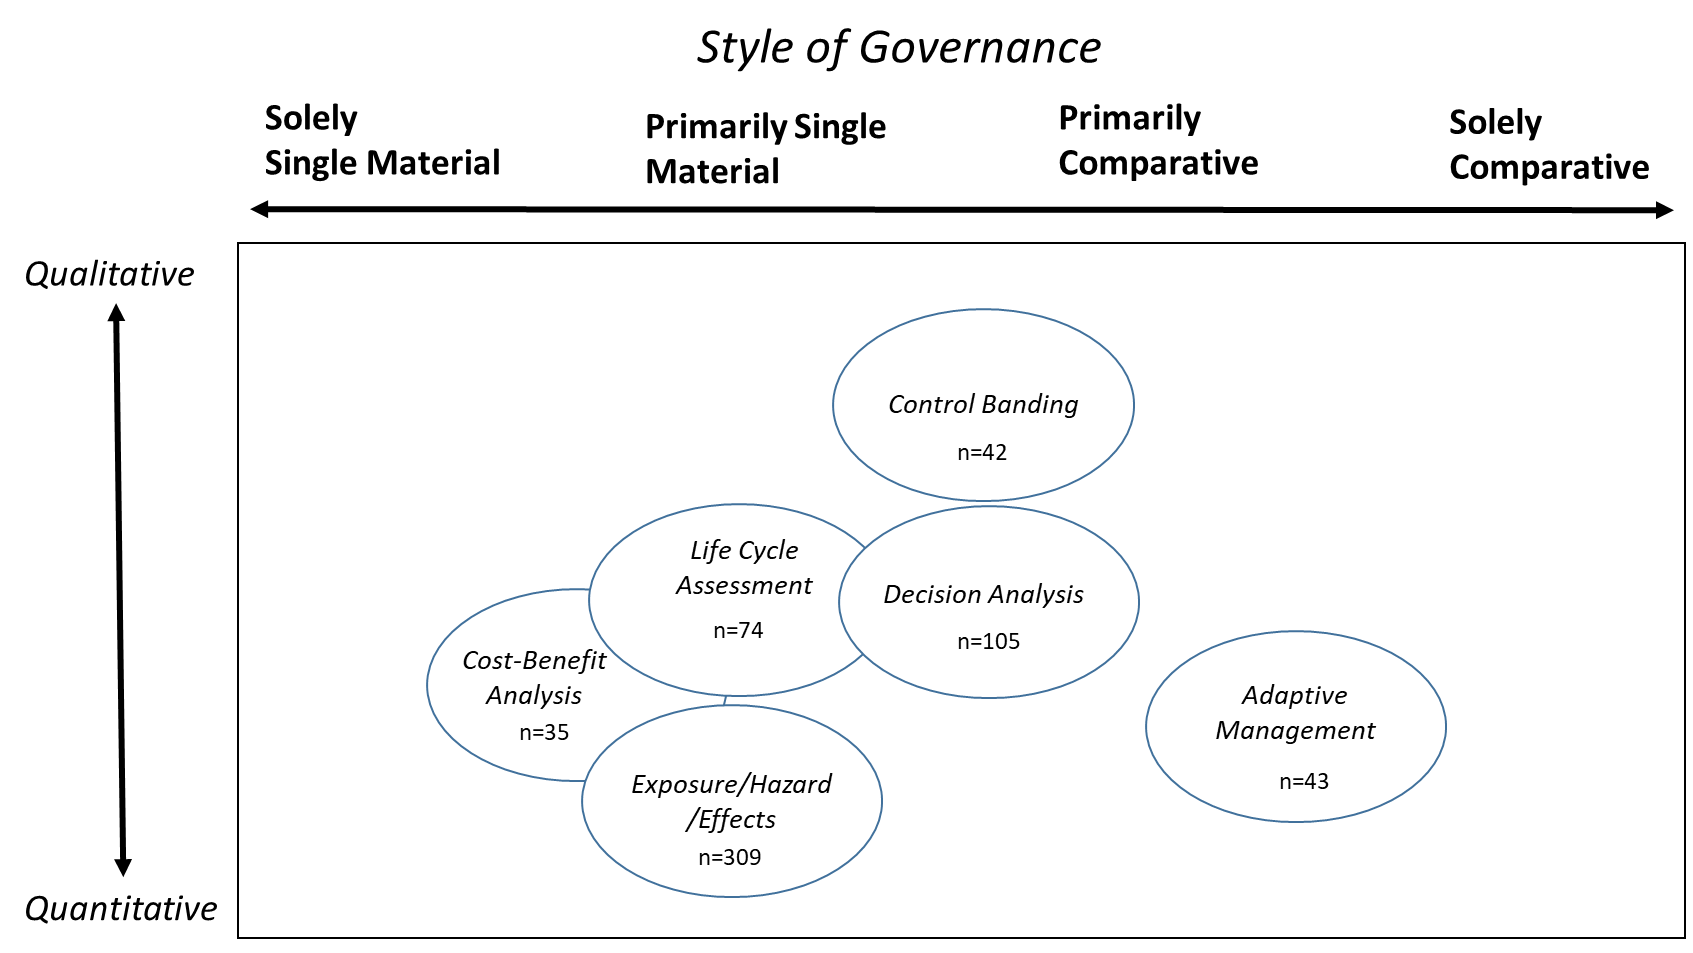 Style of Governance
Solely
Single Material
Primarily Single
Material
Primarily
Comparative
Solely
Comparative
Qualitative
Quantitative
Control Banding
n=42
Life Cycle
Assessment
n=74
Decision Analysis
n=105
Cost-Benefit
Analysis
n=35
Adaptive
Management
n=43
Exposure/Hazard
/Effects
n=309